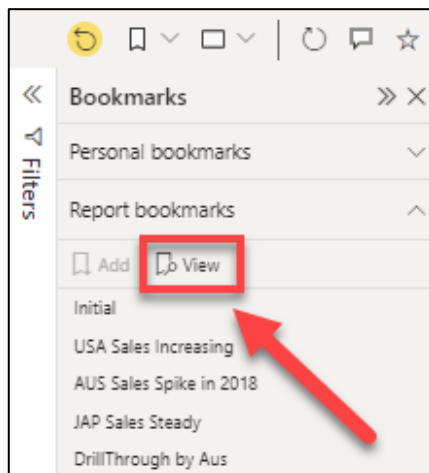 Bookmarks
Filters
Personal bookmarks
Report bookmarks
Add View
Initial
USA Sales Increasing
AUS Sales Spike in 2018
JAP Sales Steady
DrillThrough by Aus